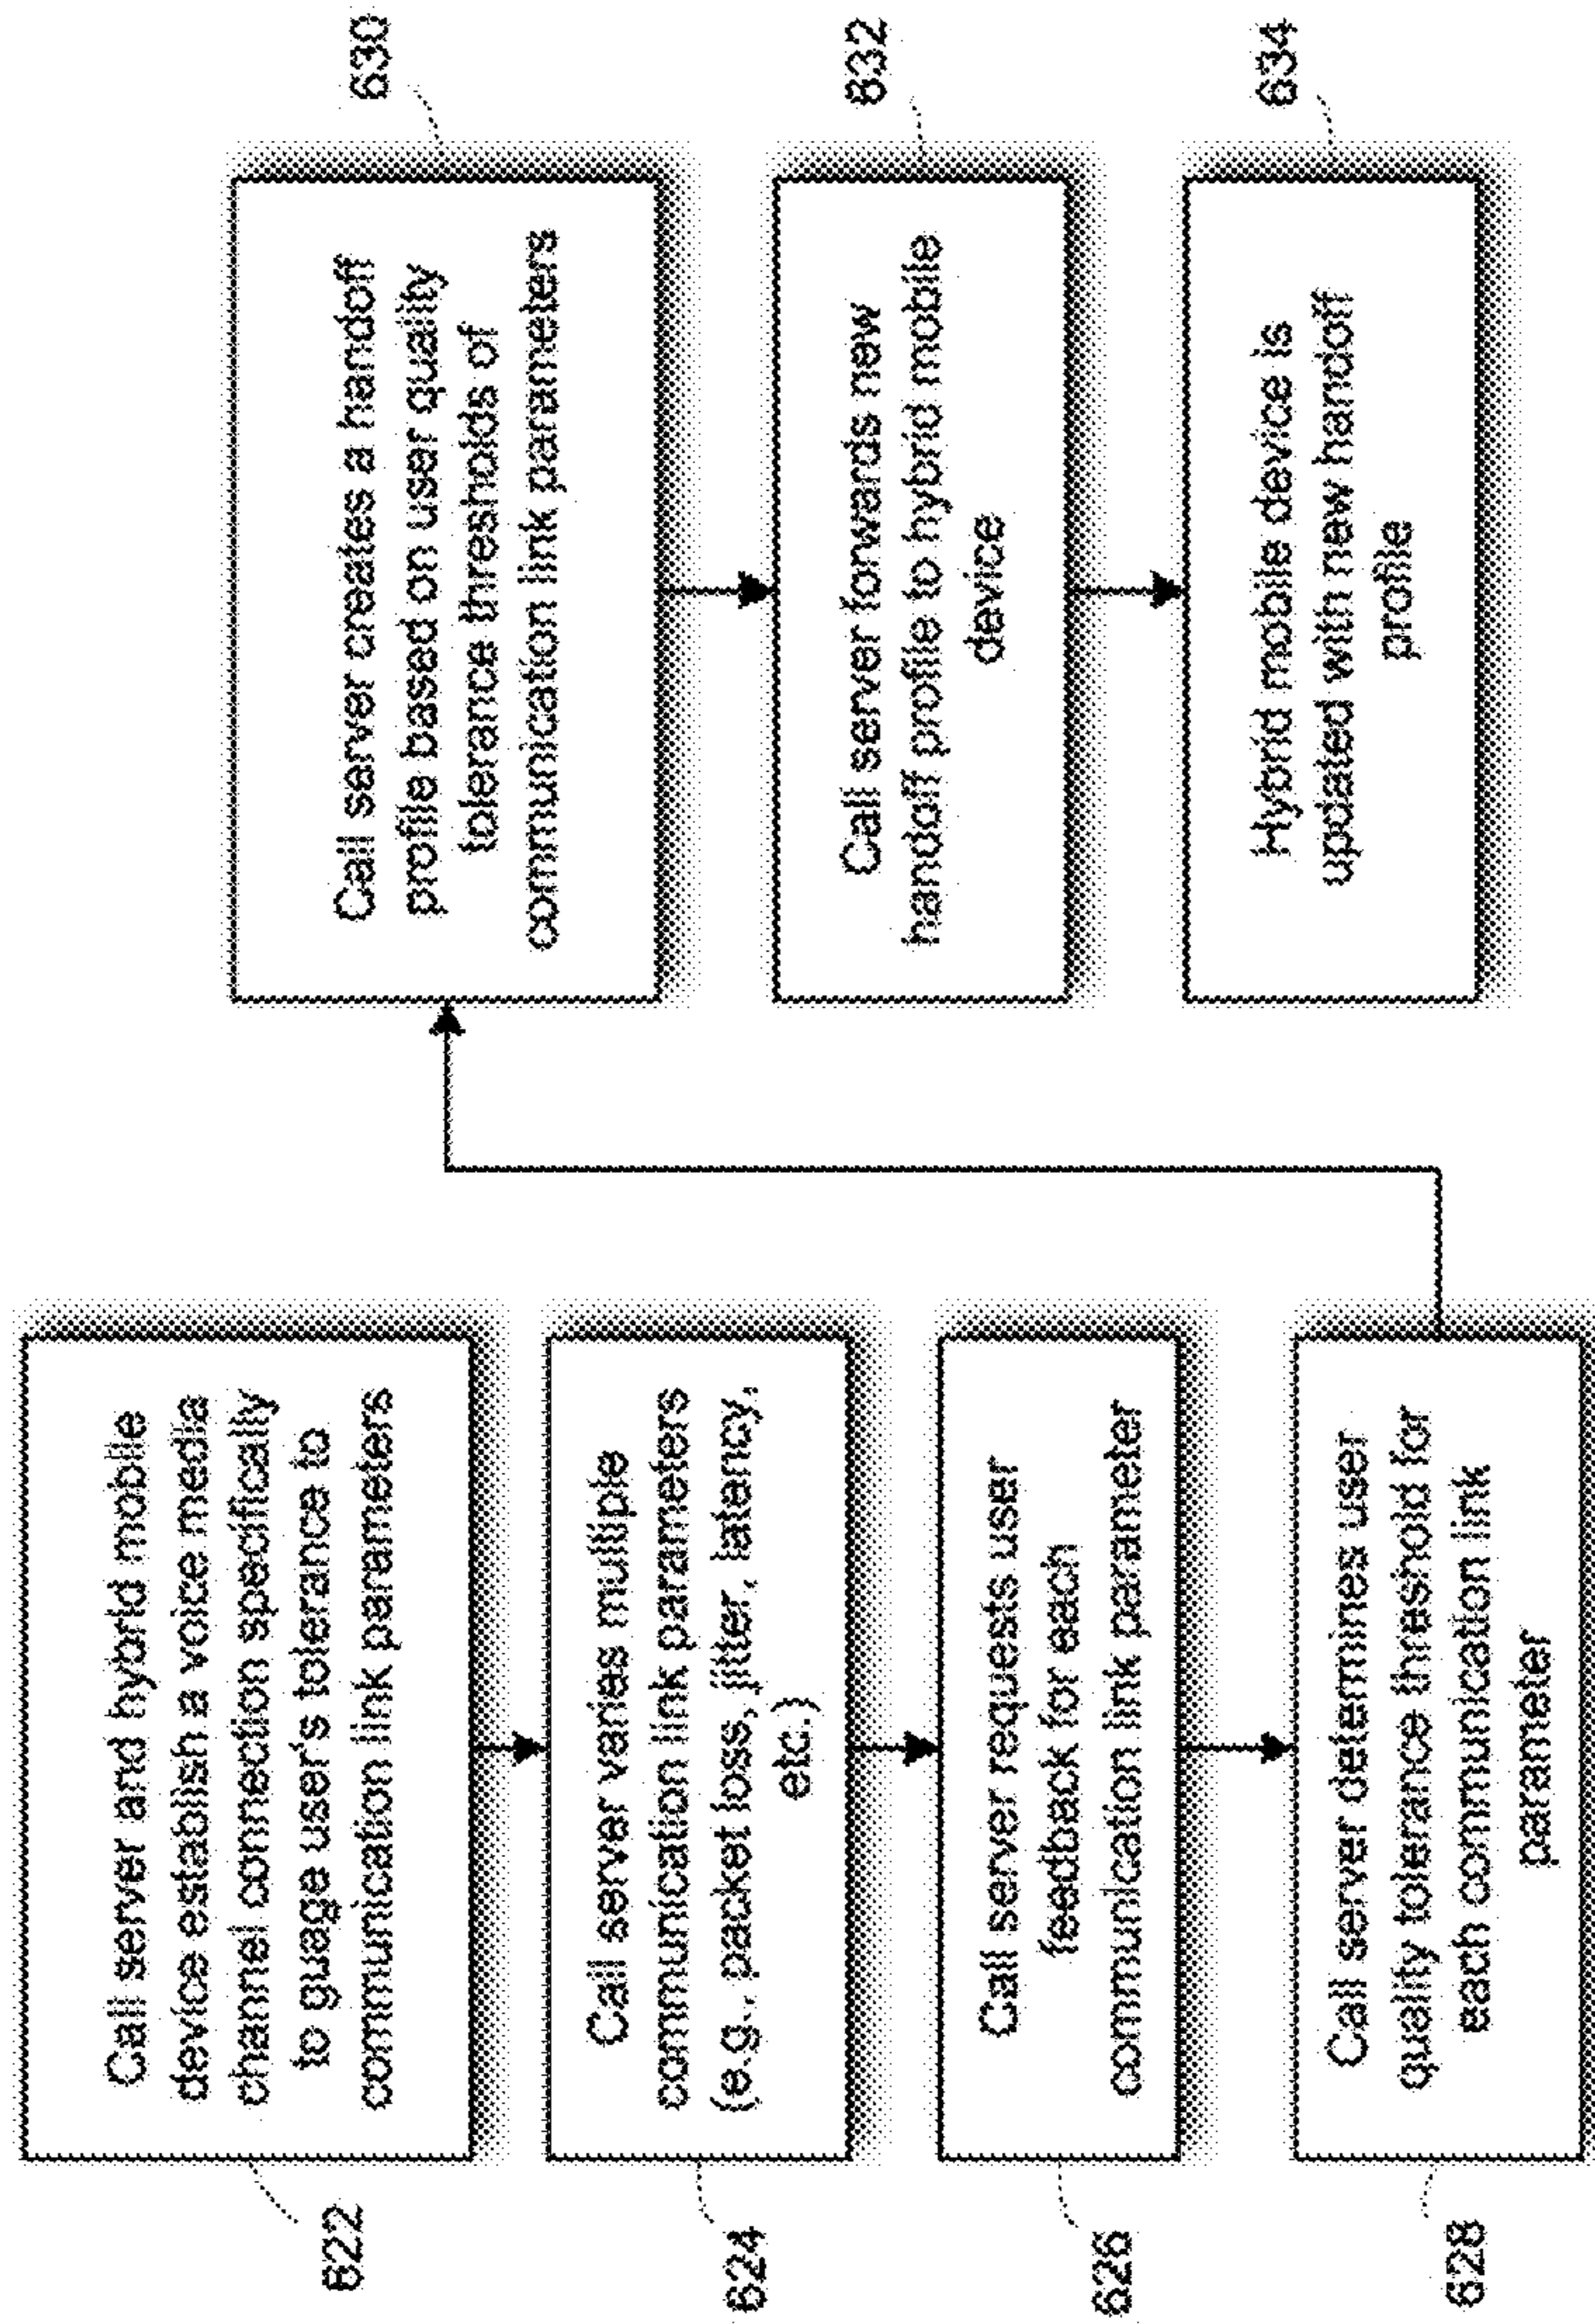 Call server and hybrid mobile
device establish a voice media
channel connection specifically
to guage user's tolerance to
communication link parameters
622
Call server varies multiple
communication link parameters
(e.g., packet loss, jitter, latency,
etc.)
624
Call server requests user
feedback for each
communication link parameter
626
Call server determines user
quality tolerance threshold for
each communication link
parameter
628
Call server creates a handoff
profile based on user quality
tolerance thresholds of
communication link parameters
630
Call server forwards new
handoff profile to hybrid mobile
device
632
Hybrid mobile device is
updated with new handoff
profile
634